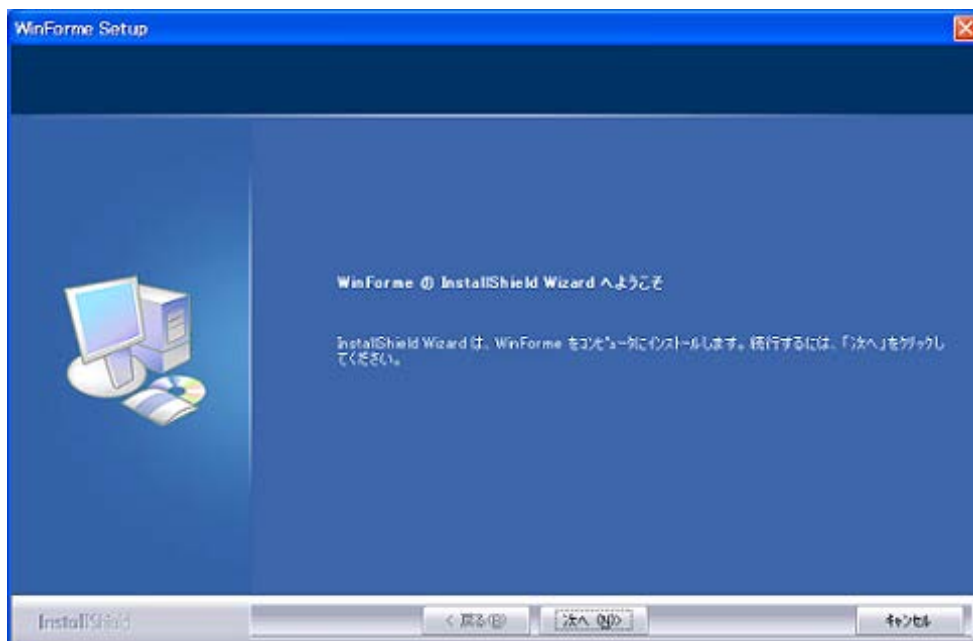 WinForme Setup
WinForme の InstallShield Wizard へようこそ
InstallShield Wizard は、WinForme をｺﾝﾋﾟｭｰﾀにｲﾝｽﾄｰﾙします。続行するには、「次へ」をｸﾘｯｸし
てください。
InstallShield
< 戻る(B)
次へ (N)>
ｷｬﾝｾﾙ